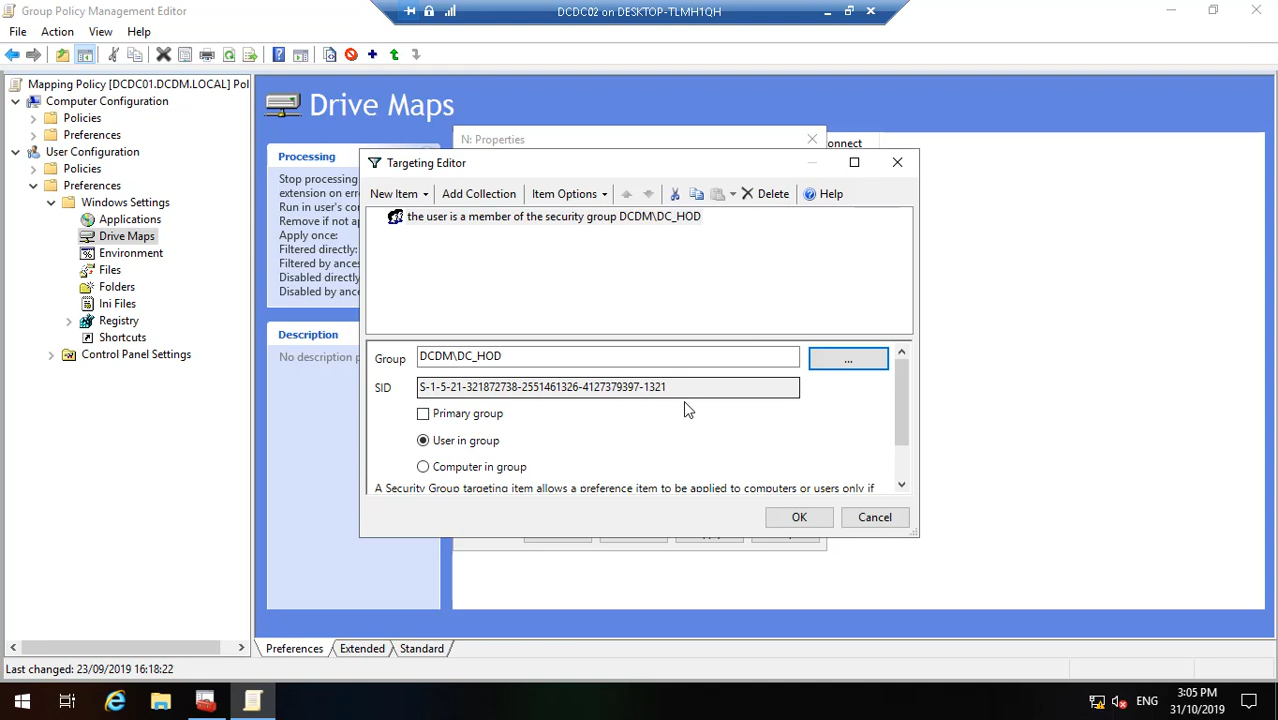 Group Policy Management Editor
DCDC02 on DESKTOP-TLMH1QH
File Action View Help
Mapping Policy [DCDC01.DCDM.LOCAL] Pol
Computer Configuration
Policies
Preferences
User Configuration
Policies
Preferences
Windows Settings
Applications
Drive Maps
Environment
Files
Folders
Ini Files
Registry
Shortcuts
Control Panel Settings
Drive Maps
Processing
Stop processing
extension on erro
Run in user's con
Remove if not ap
Apply once:
Filtered directly:
Filtered by ances
Disabled directly
Disabled by ance
Description
No description p
N: Properties
onnect
Targeting Editor
New Item Add Collection Item Options Delete Help
the user is a member of the security group DCDM\DC_HOD
Group DCDM\DC_HOD ...
SID S-1-5-21-321872738-2551461326-4127379397-1321
Primary group
User in group
Computer in group
A Security Group targeting item allows a preference item to be applied to computers or users only if
OK Cancel
Preferences Extended Standard
Last changed: 23/09/2019 16:18:22
ENG
3:05 PM
31/10/2019